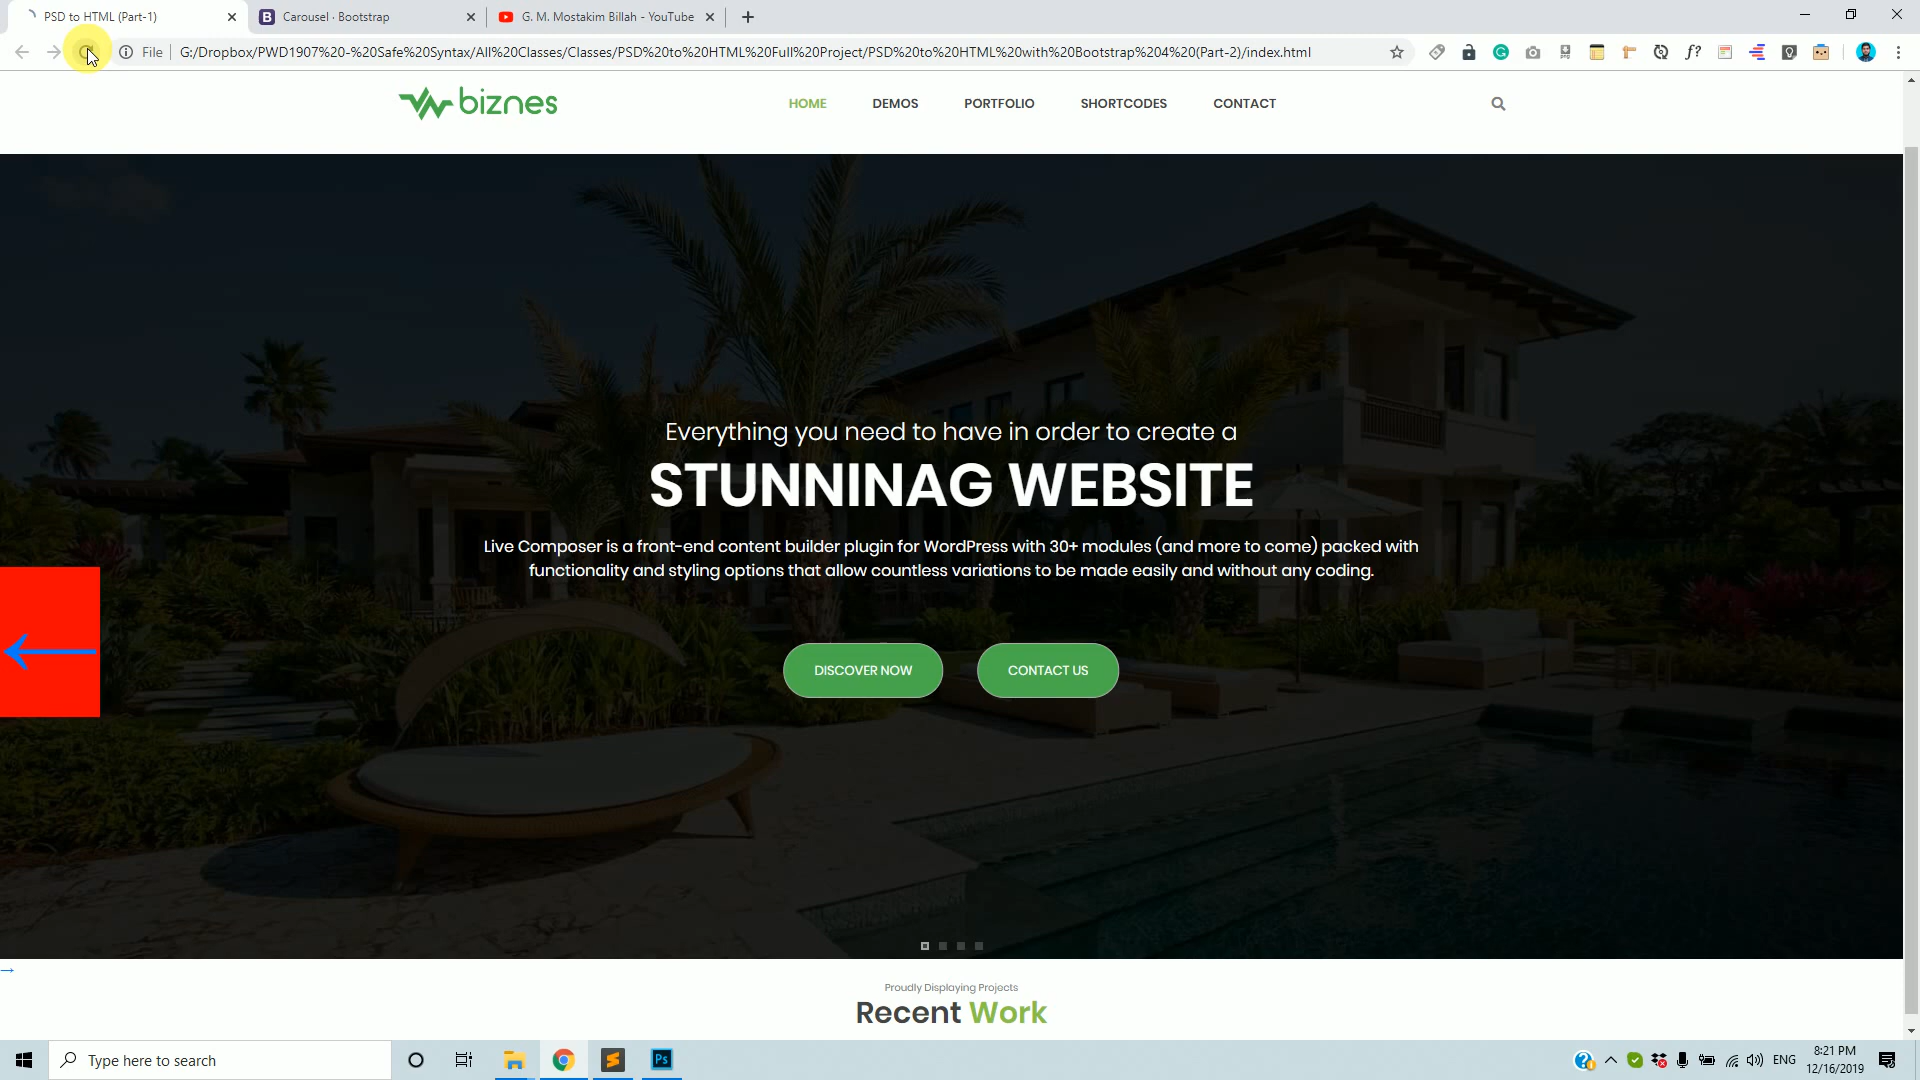 PSD to HTML (Part-1)
Carousel · Bootstrap
G. M. Mostakim Billah - YouTube
File
G:/Dropbox/PWD1907%20-%20Safe%20Syntax/All%20Classes/Classes/PSD%20to%20HTML%20Full%20Project/PSD%20to%20HTML%20with%20Bootstrap%204%20(Part-2)/index.html
biznes
HOME
DEMOS
PORTFOLIO
SHORTCODES
CONTACT
Everything you need to have in order to create a
STUNNINAG WEBSITE
Live Composer is a front-end content builder plugin for WordPress with 30+ modules (and more to come) packed with
functionality and styling options that allow countless variations to be made easily and without any coding.
DISCOVER NOW
CONTACT US
Proudly Displaying Projects
Recent Work
Type here to search
Ps
ENG
8:21 PM
12/16/2019